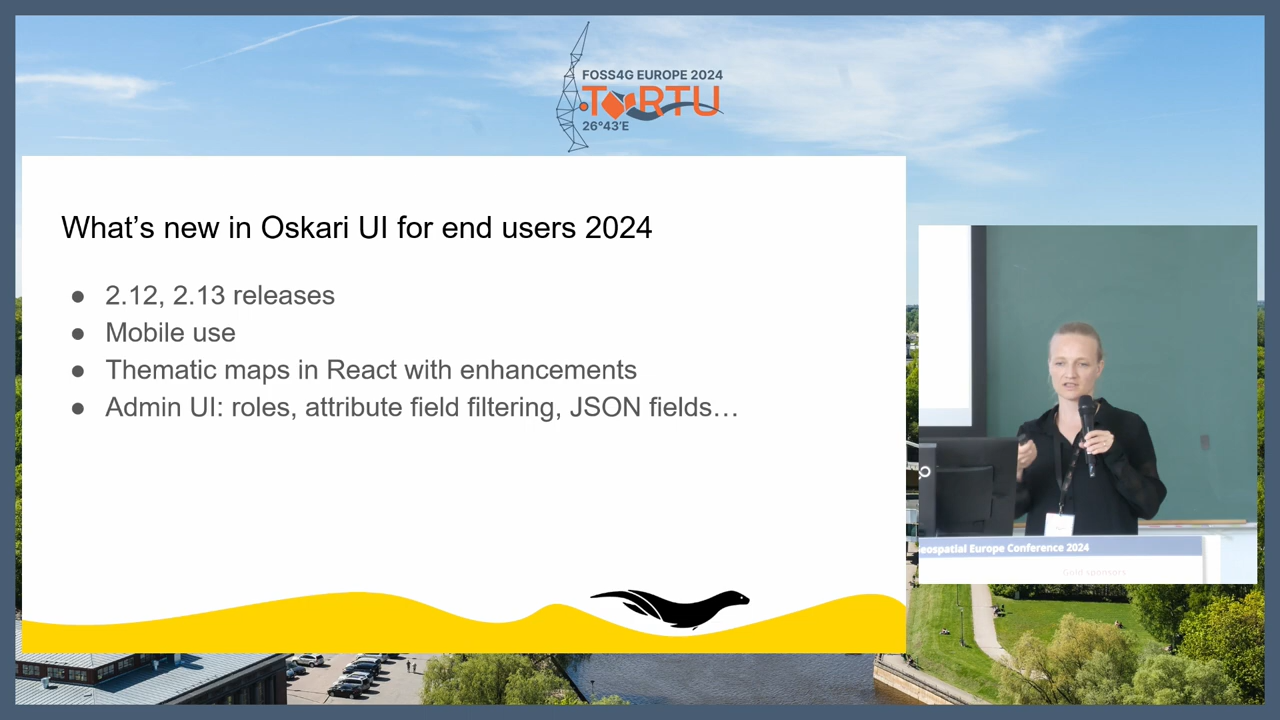 FOSS4G EUROPE 2024
TARTU
26°43'E
What's new in Oskari UI for end users 2024
● 2.12, 2.13 releases
● Mobile use
● Thematic maps in React with enhancements
● Admin UI: roles, attribute field filtering, JSON fields…
eospatial Europe Conference 2024
Gold sponsors